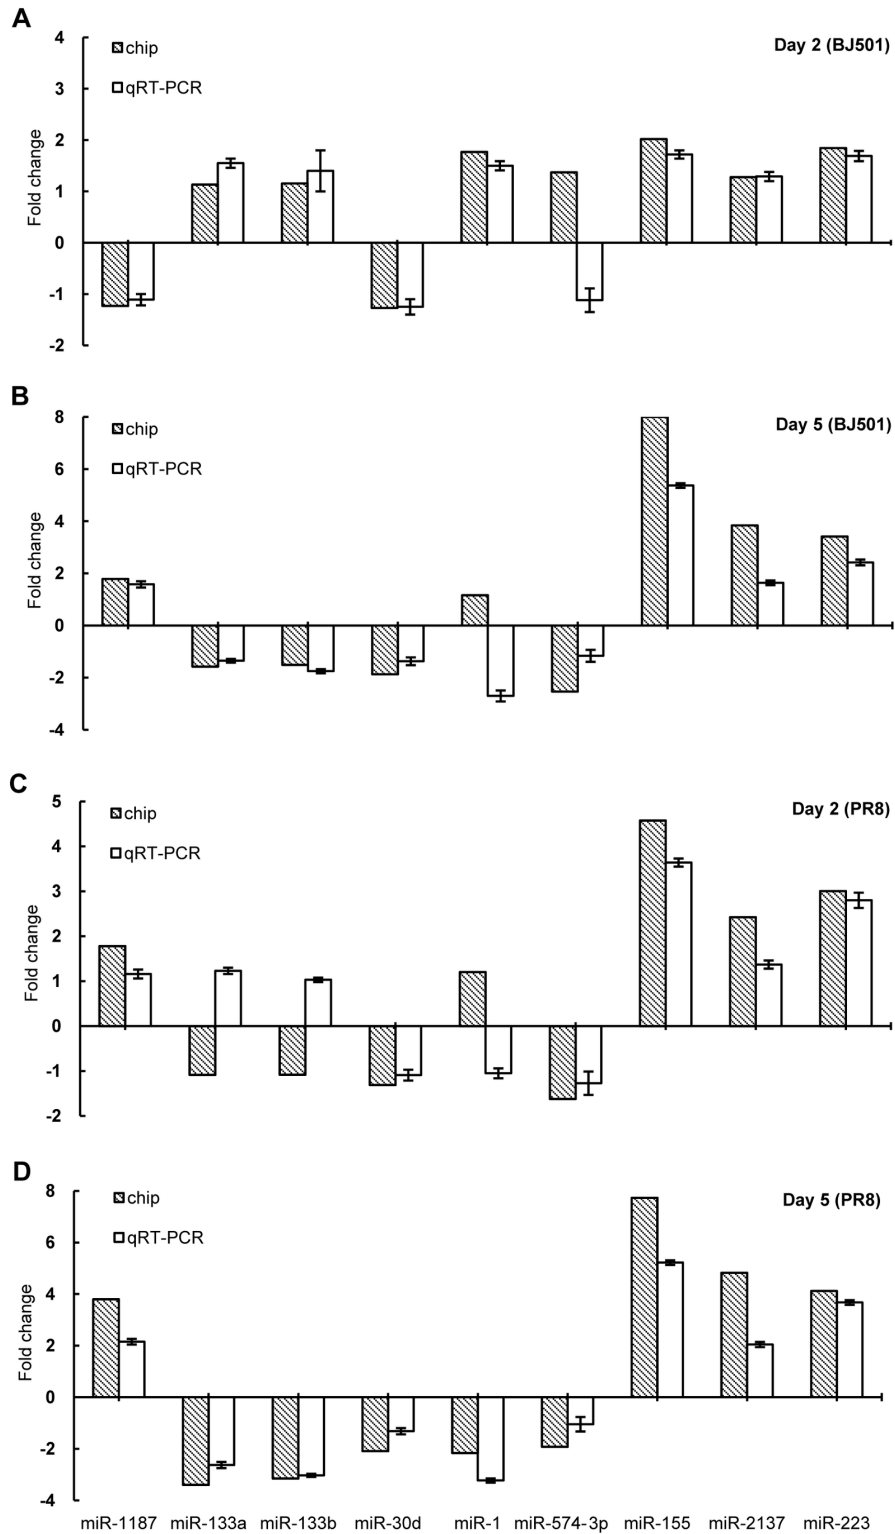 A
4
chip
Day 2 (BJ501)
3
qRT-PCR
2
1
0
-1
-2
Fold change
B
8
chip
Day 5 (BJ501)
6
qRT-PCR
4
2
0
-2
-4
Fold change
C
5
chip
Day 2 (PR8)
4
qRT-PCR
3
2
1
0
-1
-2
Fold change
D
8
chip
Day 5 (PR8)
6
qRT-PCR
4
2
0
-2
-4
Fold change
miR-1187 miR-133a miR-133b miR-30d miR-1 miR-574-3p miR-155 miR-2137 miR-223